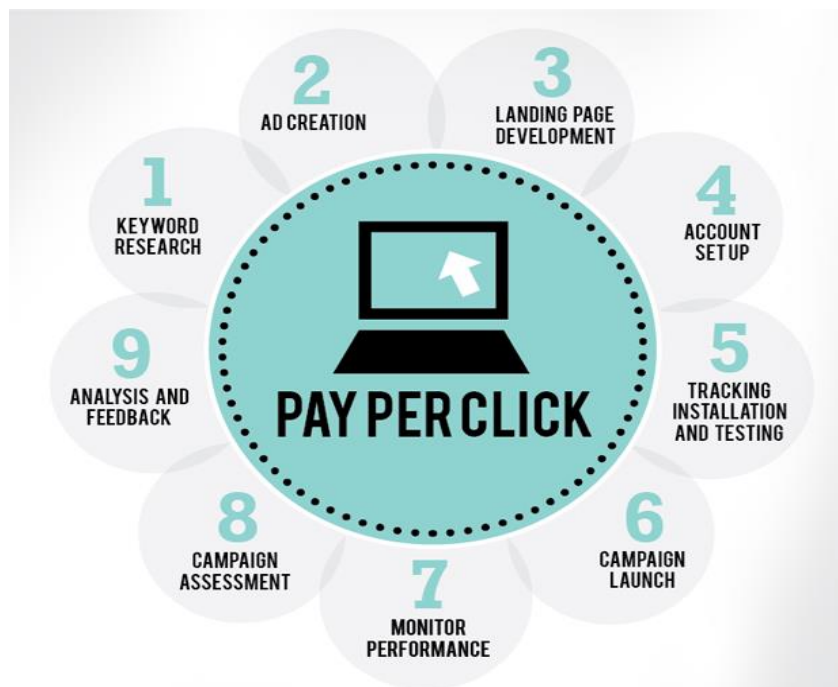 1
KEYWORD
RESEARCH
2
AD CREATION
3
LANDING PAGE
DEVELOPMENT
4
ACCOUNT
SET UP
5
TRACKING
INSTALLATION
AND TESTING
6
CAMPAIGN
LAUNCH
7
MONITOR
PERFORMANCE
8
CAMPAIGN
ASSESSMENT
9
ANALYSIS AND
FEEDBACK
PAY PER CLICK